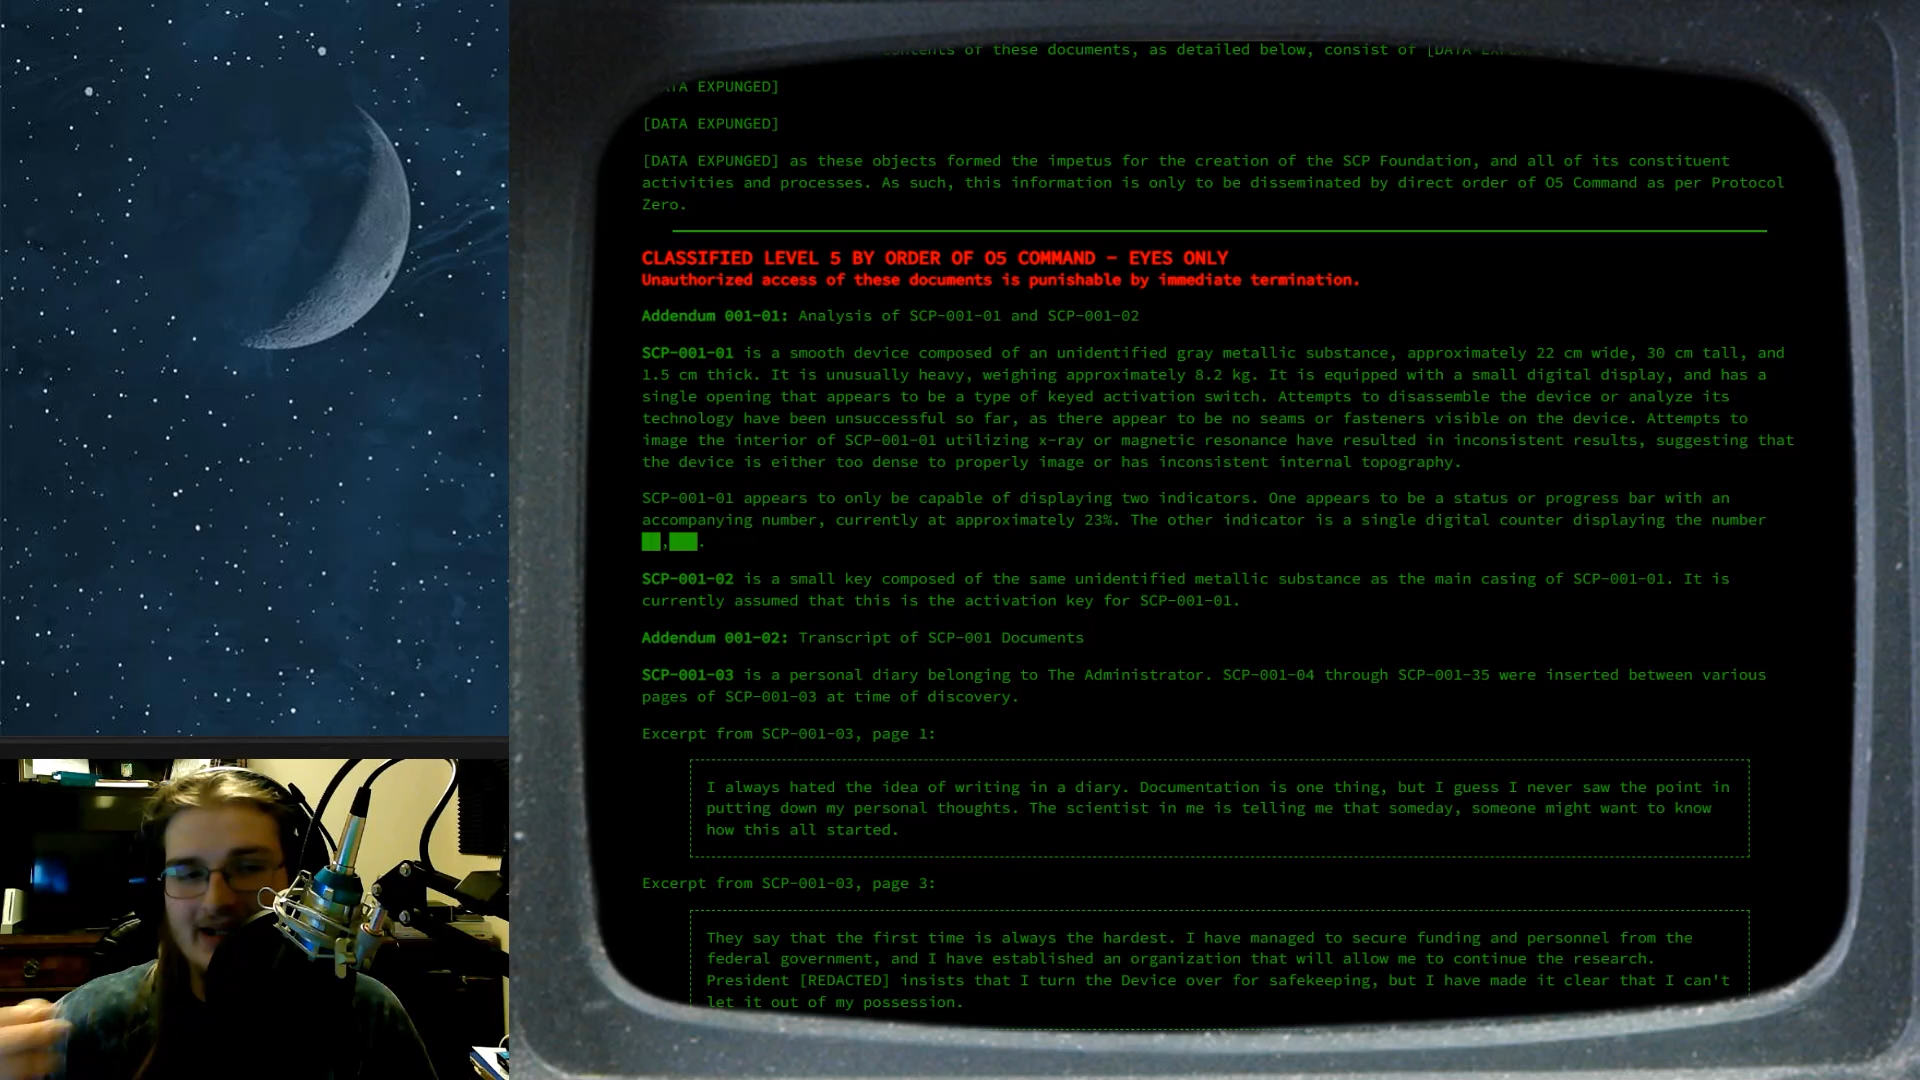 contents of these documents, as detailed below, consist of [DATA
EXPUNGED]
[DATA EXPUNGED]
[DATA EXPUNGED] as these objects formed the impetus for the creation of the SCP Foundation, and all of its constituent
activities and processes. As such, this information is only to be disseminated by direct order of O5 Command as per Protocol
Zero.
CLASSIFIED LEVEL 5 BY ORDER OF O5 COMMAND – EYES ONLY
Unauthorized access of these documents is punishable by immediate termination.
Addendum 001-01: Analysis of SCP-001-01 and SCP-001-02
SCP-001-01 is a smooth device composed of an unidentified gray metallic substance, approximately 22 cm wide, 30 cm tall, and
1.5 cm thick. It is unusually heavy, weighing approximately 8.2 kg. It is equipped with a small digital display, and has a
single opening that appears to be a type of keyed activation switch. Attempts to disassemble the device or analyze its
technology have been unsuccessful so far, as there appear to be no seams or fasteners visible on the device. Attempts to
image the interior of SCP-001-01 utilizing x-ray or magnetic resonance have resulted in inconsistent results, suggesting that
the device is either too dense to properly image or has inconsistent internal topography.
SCP-001-01 appears to only be capable of displaying two indicators. One appears to be a status or progress bar with an
accompanying number, currently at approximately 23%. The other indicator is a single digital counter displaying the number
██,███.
SCP-001-02 is a small key composed of the same unidentified metallic substance as the main casing of SCP-001-01. It is
currently assumed that this is the activation key for SCP-001-01.
Addendum 001-02: Transcript of SCP-001 Documents
SCP-001-03 is a personal diary belonging to The Administrator. SCP-001-04 through SCP-001-35 were inserted between various
pages of SCP-001-03 at time of discovery.
Excerpt from SCP-001-03, page 1:
I always hated the idea of writing in a diary. Documentation is one thing, but I guess I never saw the point in
putting down my personal thoughts. The scientist in me is telling me that someday, someone might want to know
how this all started.
Excerpt from SCP-001-03, page 3:
They say that the first time is always the hardest. I have managed to secure funding and personnel from the
federal government, and I have established an organization that will allow me to continue the research.
President [REDACTED] insists that I turn the Device over for safekeeping, but I have made it clear that I can't
let it out of my possession.